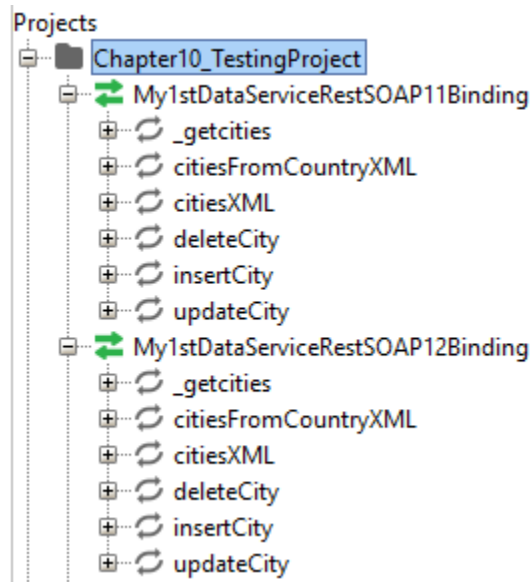 Projects
Chapter10_TestingProject
My1stDataServiceRestSOAP11Binding
_getcities
citiesFromCountryXML
citiesXML
deleteCity
insertCity
updateCity
My1stDataServiceRestSOAP12Binding
_getcities
citiesFromCountryXML
citiesXML
deleteCity
insertCity
updateCity